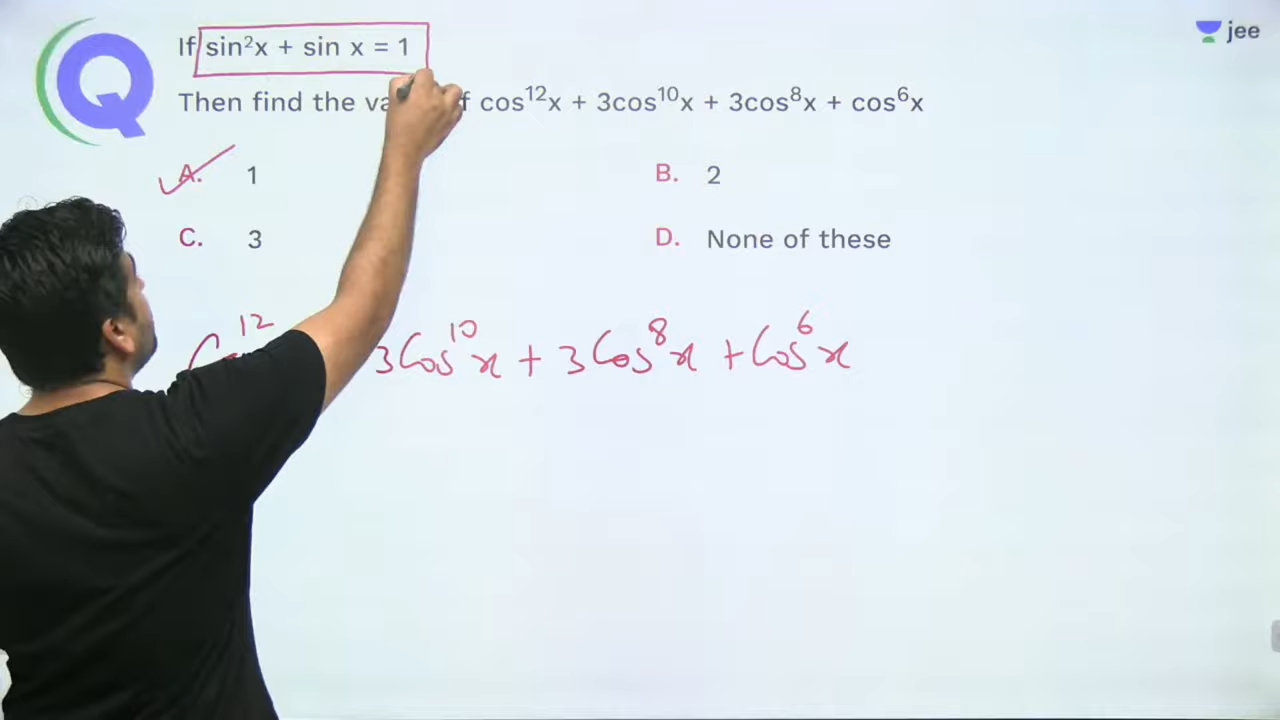 If sin²x + sin x = 1
jee
Then find the f cos¹²x + 3cos¹⁰x + 3cos⁸x + cos⁶x
A. 1
B. 2
C. 3
D. None of these
12 3Cos¹⁰x + 3Cos⁸x + Cos⁶x